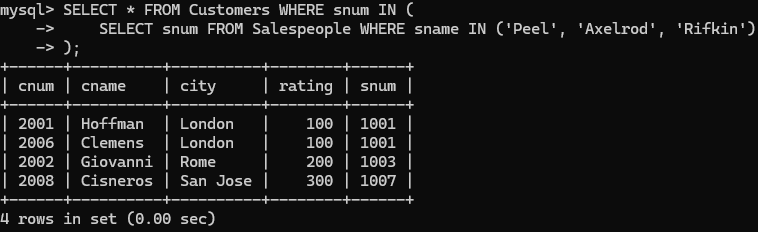 mysql> SELECT * FROM Customers WHERE snum IN (
    ->     SELECT snum FROM Salespeople WHERE sname IN ('Peel', 'Axelrod', 'Rifkin')
    -> );
+------+----------+----------+--------+------+
| cnum | cname    | city     | rating | snum |
+------+----------+----------+--------+------+
| 2001 | Hoffman  | London   |    100 | 1001 |
| 2006 | Clemens  | London   |    100 | 1001 |
| 2002 | Giovanni | Rome     |    200 | 1003 |
| 2008 | Cisneros | San Jose |    300 | 1007 |
+------+----------+----------+--------+------+
4 rows in set (0.00 sec)